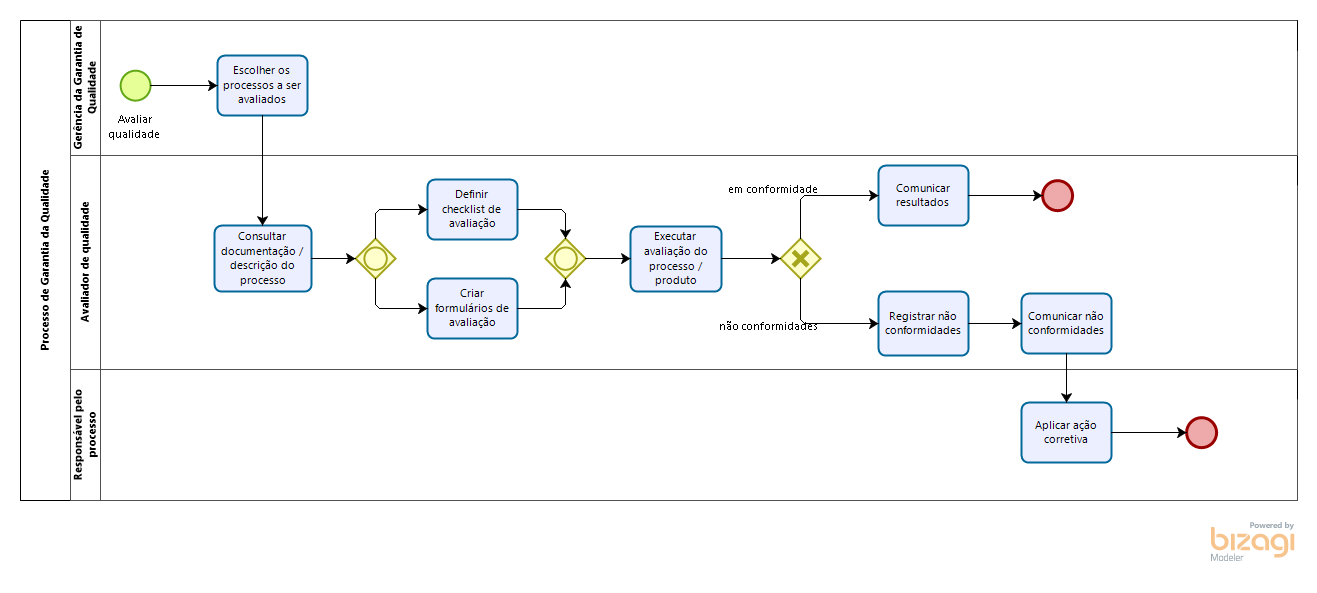 Processo de Garantia da Qualidade
Gerência da Garantia de
Qualidade
Avaliar
qualidade
Escolher os
processos a ser
avaliados
Avaliador de qualidade
Consultar
documentação /
descrição do
processo
Definir
checklist de
avaliação
Criar
formulários de
avaliação
Executar
avaliação do
processo /
produto
em conformidade
Comunicar
resultados
não conformidades
Registrar não
conformidades
Comunicar não
conformidades
Responsável pelo
processo
Aplicar ação
corretiva
Powered by
bizagi
Modeler